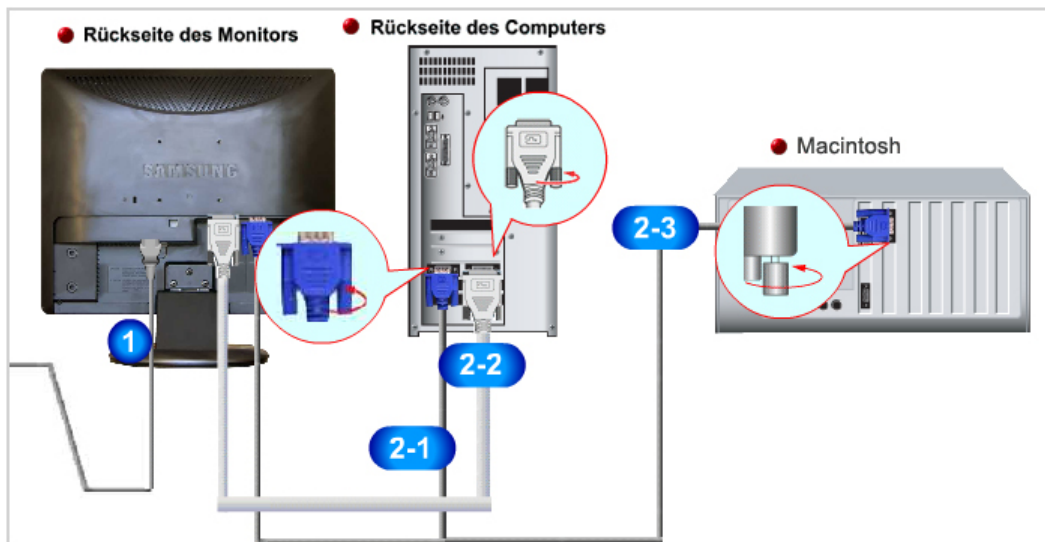 Rückseite des Monitors
Rückseite des Computers
Macintosh
SAMSUNG
1
2-1
2-2
2-3